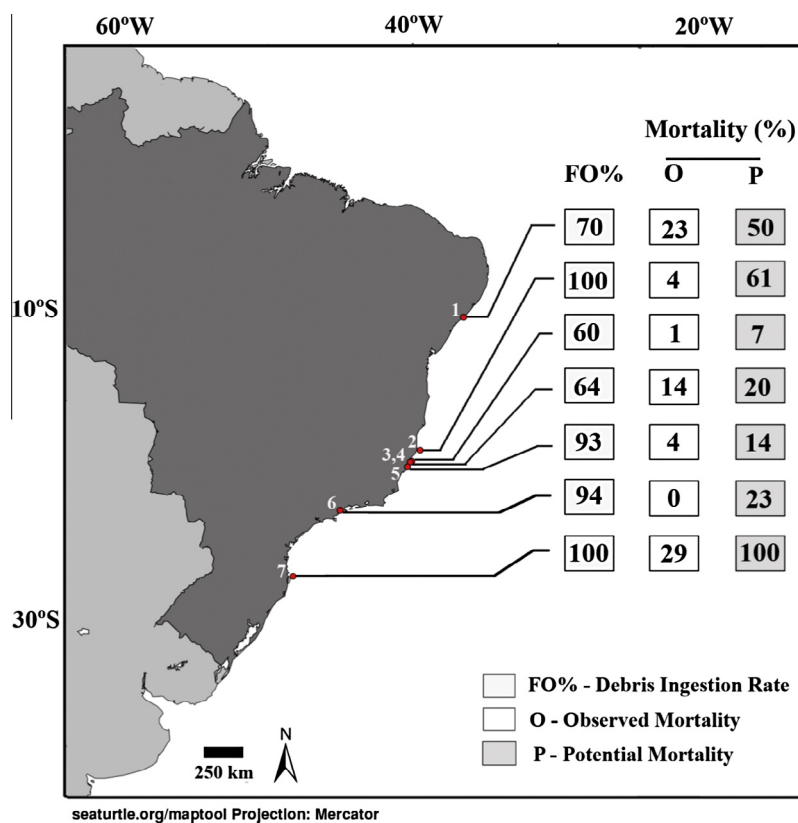 60ºW 40ºW 20ºW
Mortality (%)
FO% O P
70 23 50
100 4 61
10ºS
1
60 1 7
64 14 20
2
3,4
93 4 14
5
94 0 23
6
100 29 100
7
30ºS
FO% - Debris Ingestion Rate
O - Observed Mortality
P - Potential Mortality
N
250 km
seaturtle.org/maptool Projection: Mercator